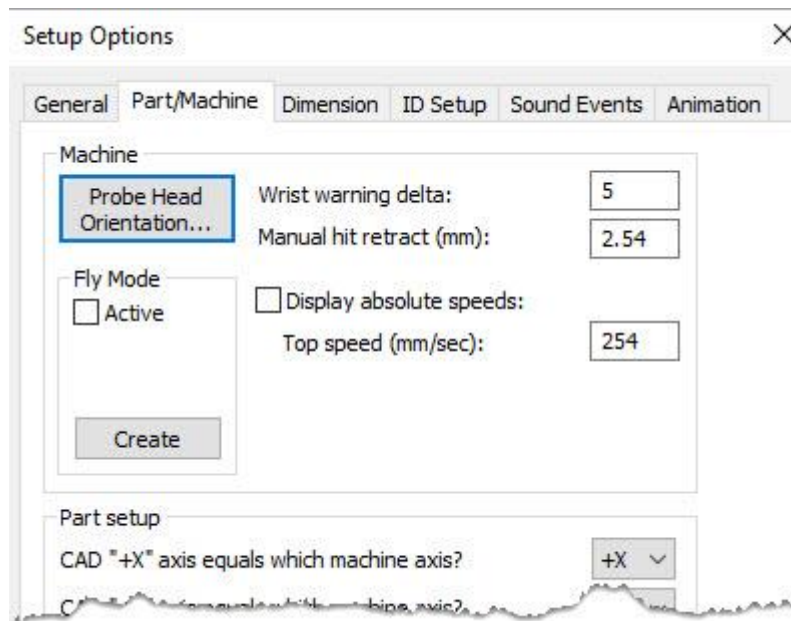 Setup Options
General Part/Machine Dimension ID Setup Sound Events Animation
Machine
Probe Head
Orientation...
Wrist warning delta: 5
Manual hit retract (mm): 2.54
Fly Mode
Active
Display absolute speeds:
Top speed (mm/sec): 254
Create
Part setup
CAD "+X" axis equals which machine axis? +X